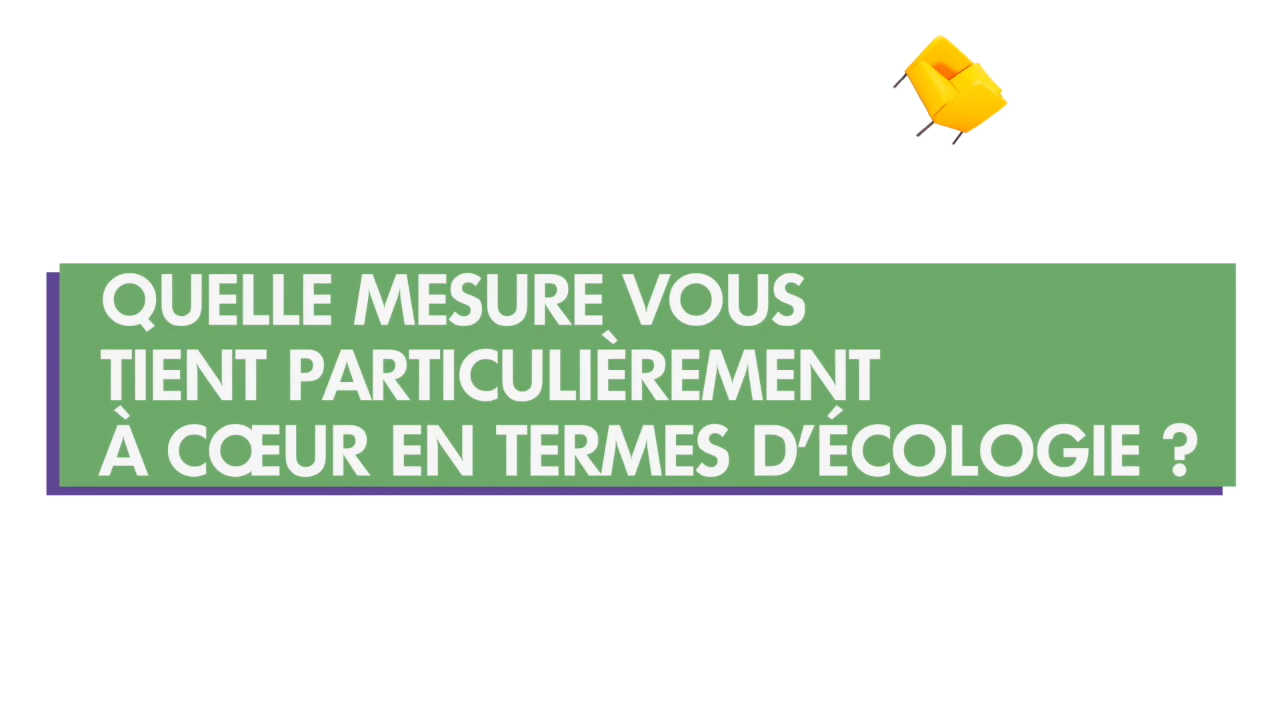 QUELLE MESURE VOUS
TIENT PARTICULIÈREMENT
À CŒUR EN TERMES D’ÉCOLOGIE ?